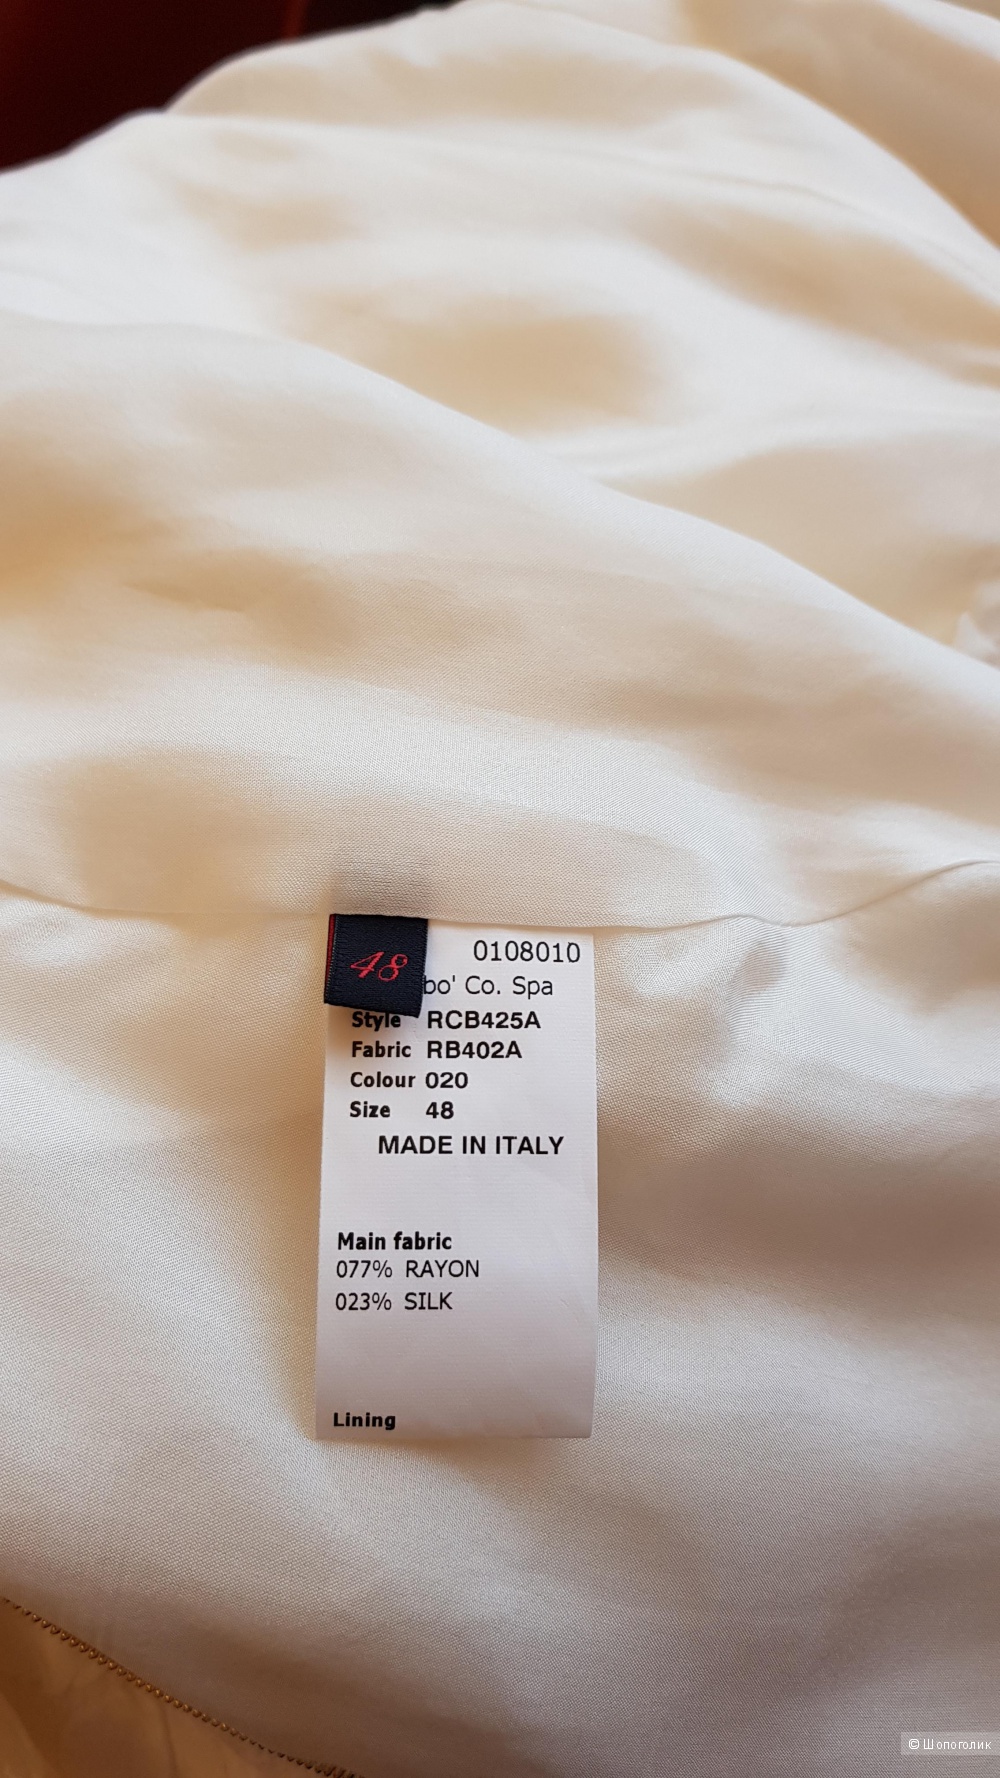 48
0108010
bo' Co. Spa
Style RCB425A
Fabric RB402A
Colour 020
Size 48
MADE IN ITALY
Main fabric
077% RAYON
023% SILK
Lining
© Шопоголик